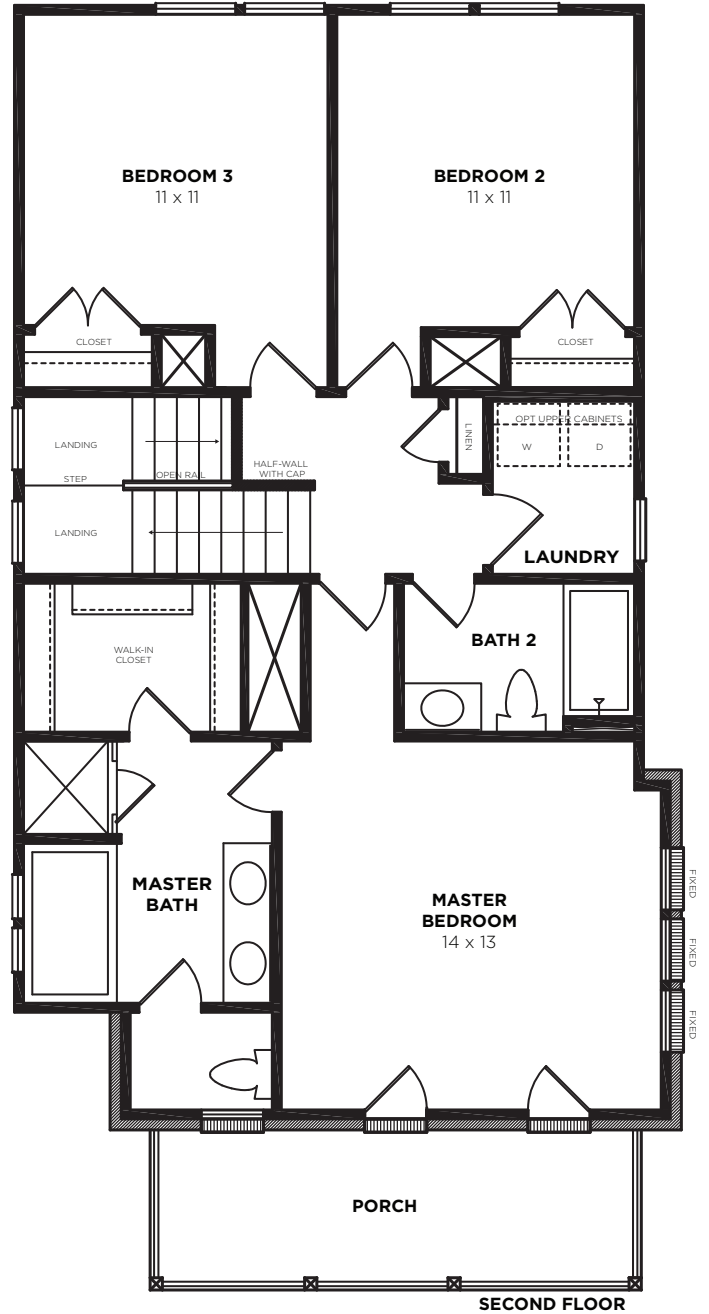 BEDROOM 3
11 x 11
BEDROOM 2
11 x 11
CLOSET
CLOSET
OPT UPPER CABINETS
LANDING
OPEN RAIL
HALF-WALL
WITH CAP
LINEN
W
D
STEP
LANDING
LAUNDRY
WALK-IN
CLOSET
BATH 2
MASTER
BATH
MASTER
BEDROOM
14 x 13
FIXED
FIXED
FIXED
PORCH
SECOND FLOOR